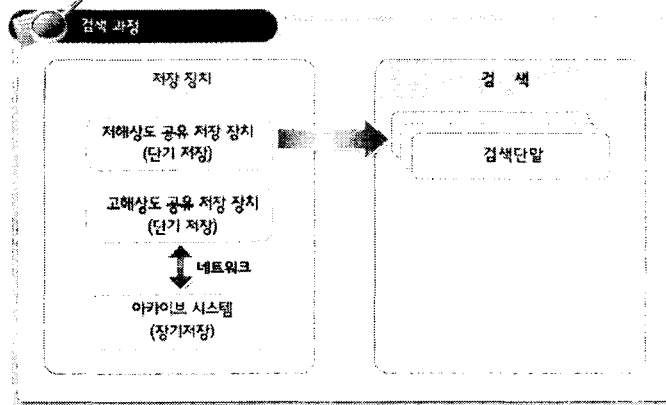 검색 과정
저장 장치
저해상도 공유 저장 장치
(단기 저장)
고해상도 공유 저장 장치
(단기 저장)
네트워크
아카이브 시스템
(장기저장)
검 색
검색단말